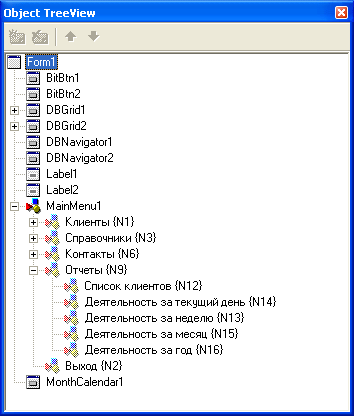 Object TreeView
Form1
BitBtn1
BitBtn2
DBGrid1
DBGrid2
DBNavigator1
DBNavigator2
Label1
Label2
MainMenu1
Клиенты {N1}
Справочники {N3}
Контакты {N6}
Отчеты {N9}
Список клиентов {N12}
Деятельность за текущий день {N14}
Деятельность за неделю {N13}
Деятельность за месяц {N15}
Деятельность за год {N16}
Выход {N2}
MonthCalendar1